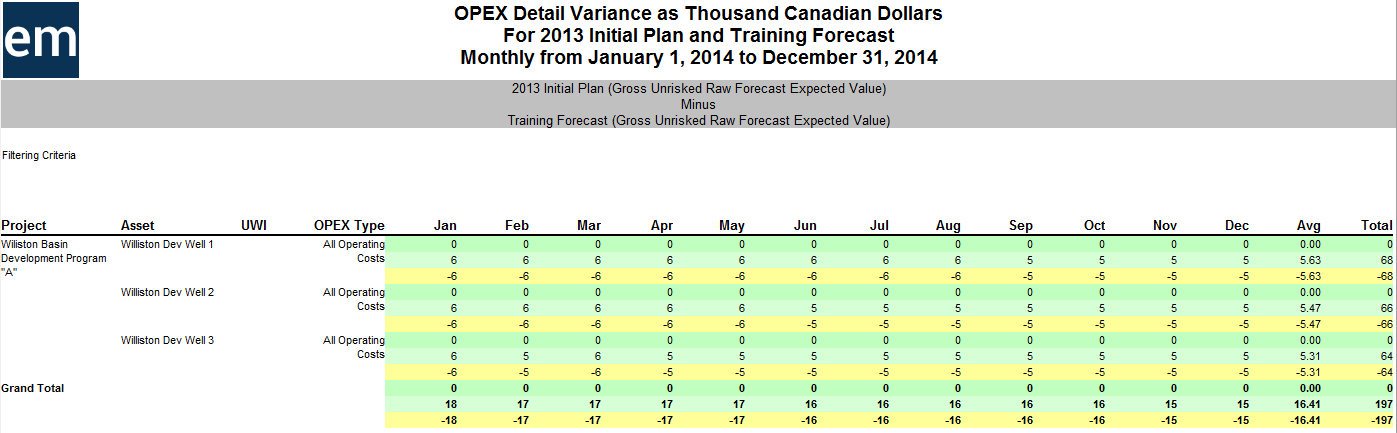 em
OPEX Detail Variance as Thousand Canadian Dollars
For 2013 Initial Plan and Training Forecast
Monthly from January 1, 2014 to December 31, 2014
2013 Initial Plan (Gross Unrisked Raw Forecast Expected Value)
Minus
Training Forecast (Gross Unrisked Raw Forecast Expected Value)
Filtering Criteria
Project Asset UWI OPEX Type Jan Feb Mar Apr May Jun Jul Aug Sep Oct Nov Dec Avg Total
Wiliston Basin Williston Dev Well 1 All Operating 0 0 0 0 0 0 0 0 0 0 0 0 0.00 0
Development Program Costs 6 6 6 6 6 6 6 6 5 5 5 5 5.63 68
"A" -6 -6 -6 -6 -6 -6 -6 -6 -5 -5 -5 -5 -5.63 -68
Williston Dev Well 2 All Operating 0 0 0 0 0 0 0 0 0 0 0 0 0.00 0
Costs 6 6 6 6 6 5 5 5 5 5 5 5 5.47 66
-6 -6 -6 -6 -6 -5 -5 -5 -5 -5 -5 -5 -5.47 -66
Williston Dev Well 3 All Operating 0 0 0 0 0 0 0 0 0 0 0 0 0.00 0
Costs 6 5 6 5 5 5 5 5 5 5 5 5 5.31 64
-6 -5 -6 -5 -5 -5 -5 -5 -5 -5 -5 -5 -5.31 -64
Grand Total 0 0 0 0 0 0 0 0 0 0 0 0 0.00 0
18 17 17 17 17 16 16 16 16 16 15 15 16.41 197
-18 -17 -17 -17 -17 -16 -16 -16 -16 -16 -15 -15 -16.41 -197